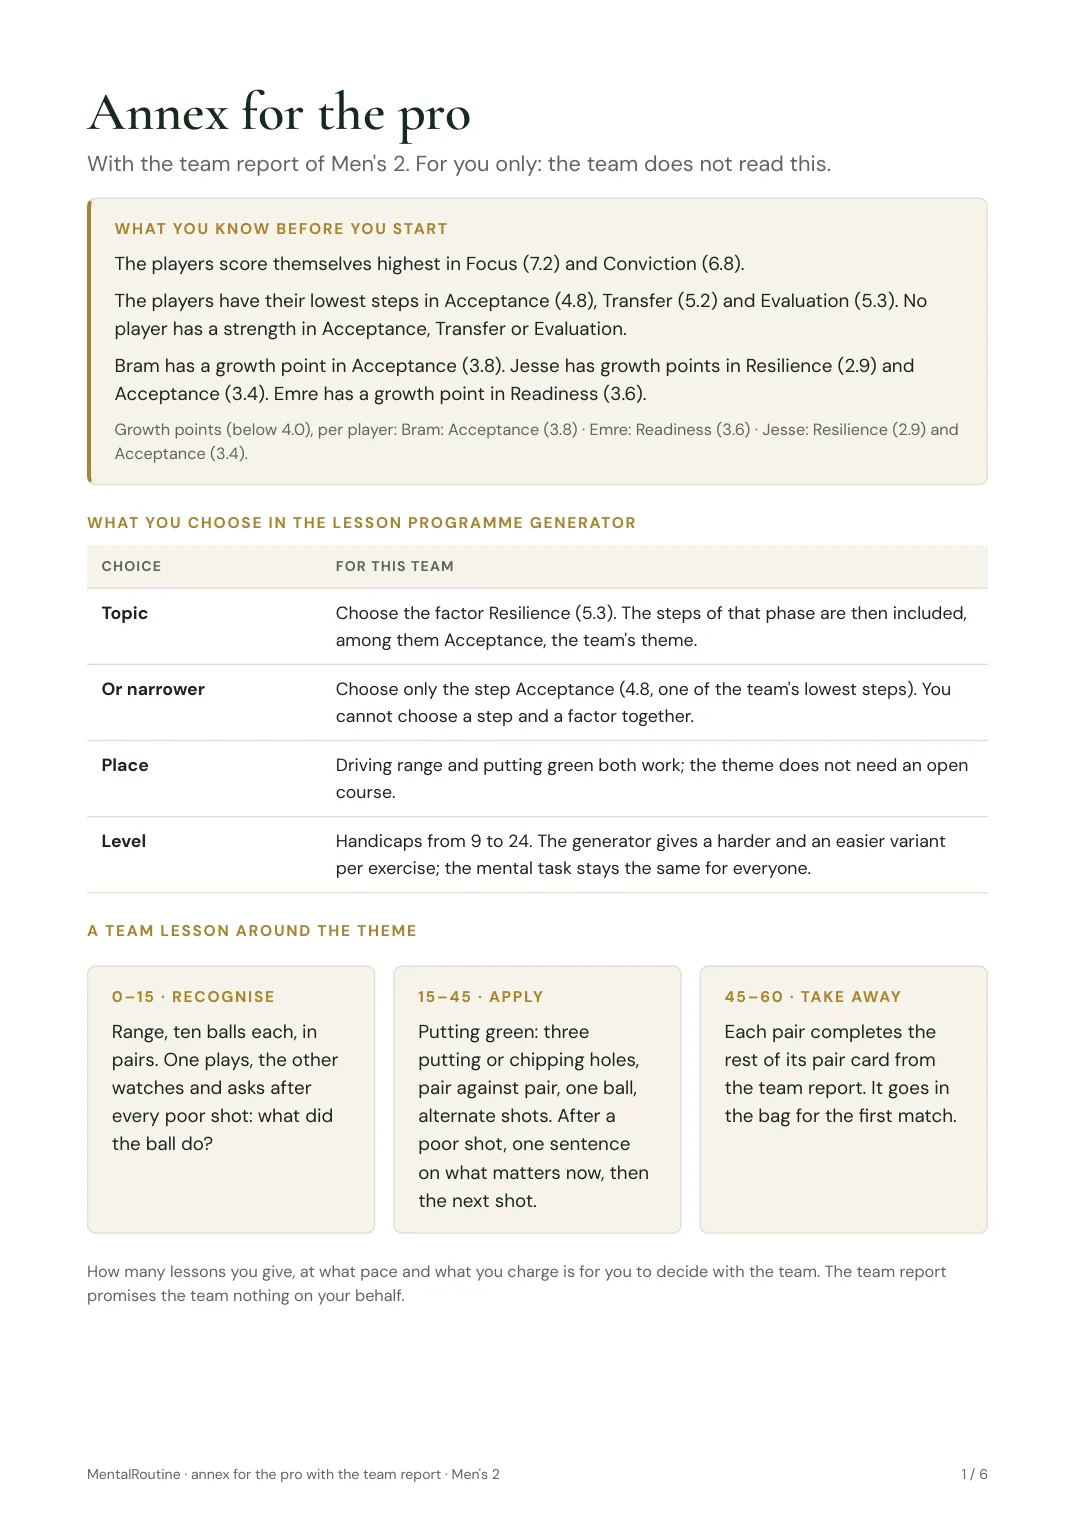 Annex for the pro
With the team report of Men's 2. For you only: the team does not read this.
WHAT YOU KNOW BEFORE YOU START
The players score themselves highest in Focus (7.2) and Conviction (6.8).
The players have their lowest steps in Acceptance (4.8), Transfer (5.2) and Evaluation (5.3). No
player has a strength in Acceptance, Transfer or Evaluation.
Bram has a growth point in Acceptance (3.8). Jesse has growth points in Resilience (2.9) and
Acceptance (3.4). Emre has a growth point in Readiness (3.6).
Growth points (below 4.0), per player: Bram: Acceptance (3.8) · Emre: Readiness (3.6) · Jesse: Resilience (2.9) and
Acceptance (3.4).
WHAT YOU CHOOSE IN THE LESSON PROGRAMME GENERATOR
CHOICE
FOR THIS TEAM
Topic
Choose the factor Resilience (5.3). The steps of that phase are then included,
among them Acceptance, the team's theme.
Or narrower
Choose only the step Acceptance (4.8, one of the team's lowest steps). You
cannot choose a step and a factor together.
Place
Driving range and putting green both work; the theme does not need an open
course.
Level
Handicaps from 9 to 24. The generator gives a harder and an easier variant
per exercise; the mental task stays the same for everyone.
A TEAM LESSON AROUND THE THEME
0–15 · RECOGNISE
Range, ten balls each, in
pairs. One plays, the other
watches and asks after
every poor shot: what did
the ball do?
15–45 · APPLY
Putting green: three
putting or chipping holes,
pair against pair, one ball,
alternate shots. After a
poor shot, one sentence
on what matters now, then
the next shot.
45–60 · TAKE AWAY
Each pair completes the
rest of its pair card from
the team report. It goes in
the bag for the first match.
How many lessons you give, at what pace and what you charge is for you to decide with the team. The team report
promises the team nothing on your behalf.
MentalRoutine · annex for the pro with the team report · Men's 2
1 / 6